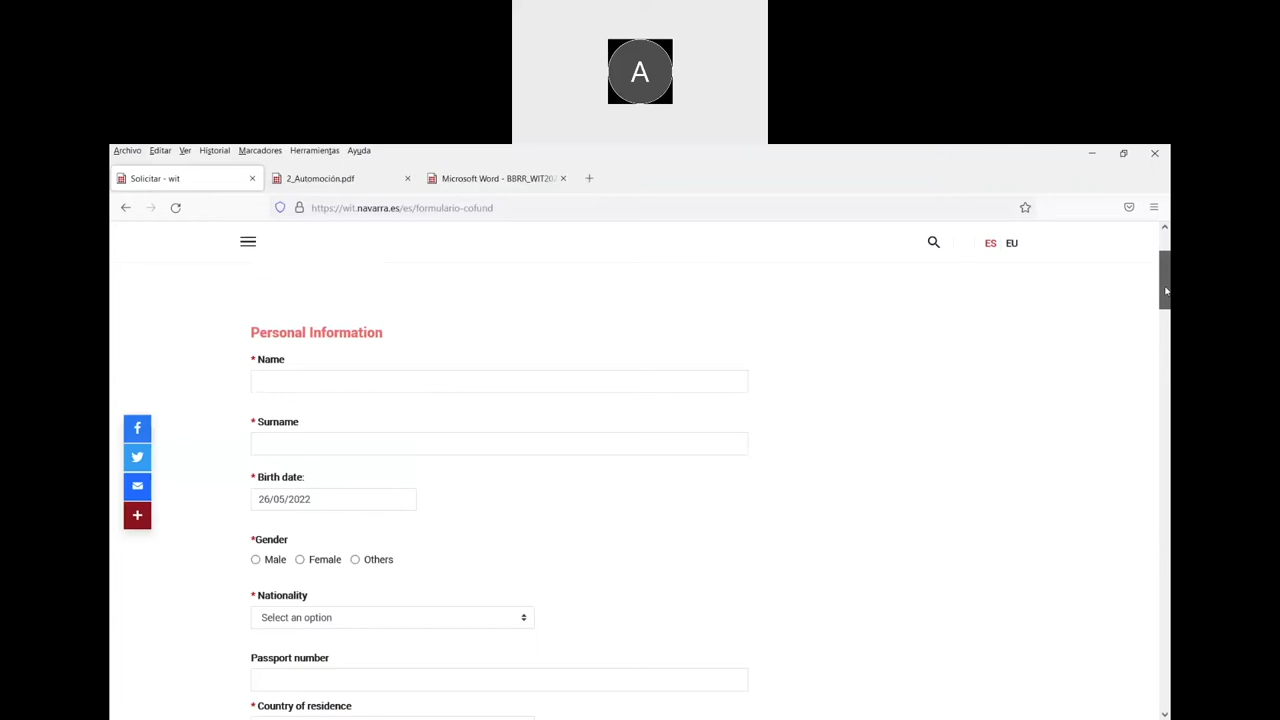 A
Archivo Editar Ver Historial Marcadores Herramientas Ayuda
Solicitar - wit
2_Automoción.pdf
Microsoft Word - BBRR_WIT20
https://wit.navarra.es/es/formulario-cofund
ES EU
Personal Information
* Name
* Surname
* Birth date:
26/05/2022
*Gender
Male Female Others
* Nationality
Select an option
Passport number
* Country of residence